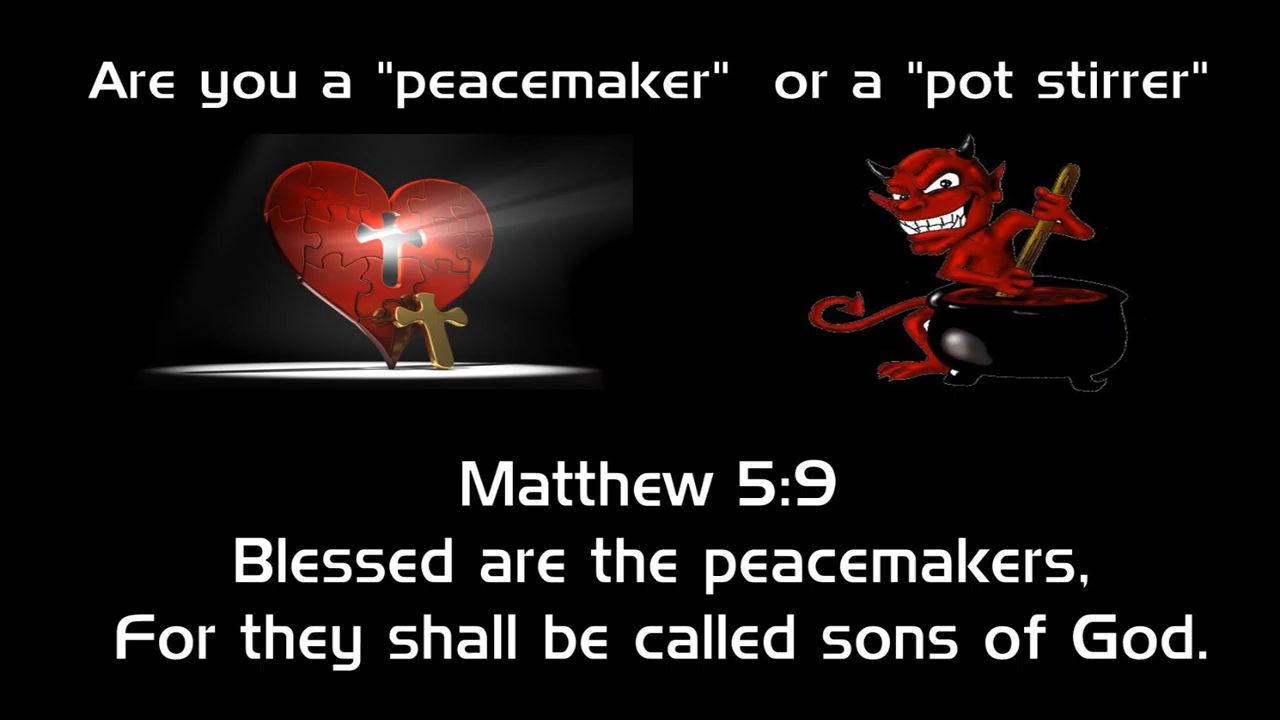 Are you a "peacemaker" or a "pot stirrer"
Matthew 5:9
Blessed are the peacemakers,
For they shall be called sons of God.